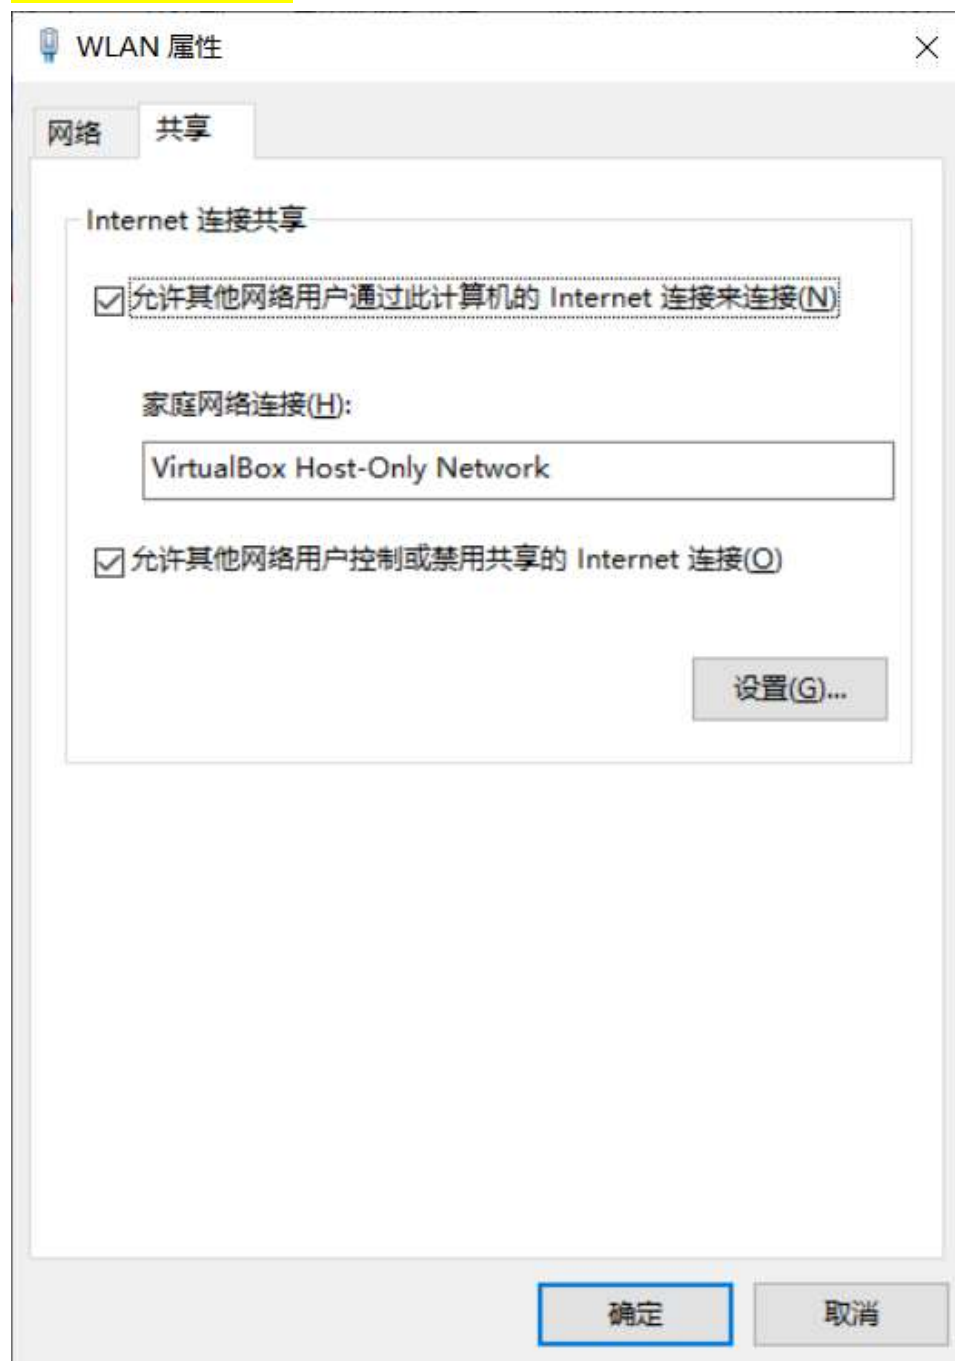 WLAN 属性
网络 共享
Internet 连接共享
允许其他网络用户通过此计算机的 Internet 连接来连接(N)
家庭网络连接(H):
VirtualBox Host-Only Network
允许其他网络用户控制或禁用共享的 Internet 连接(O)
设置(G)...
确定 取消